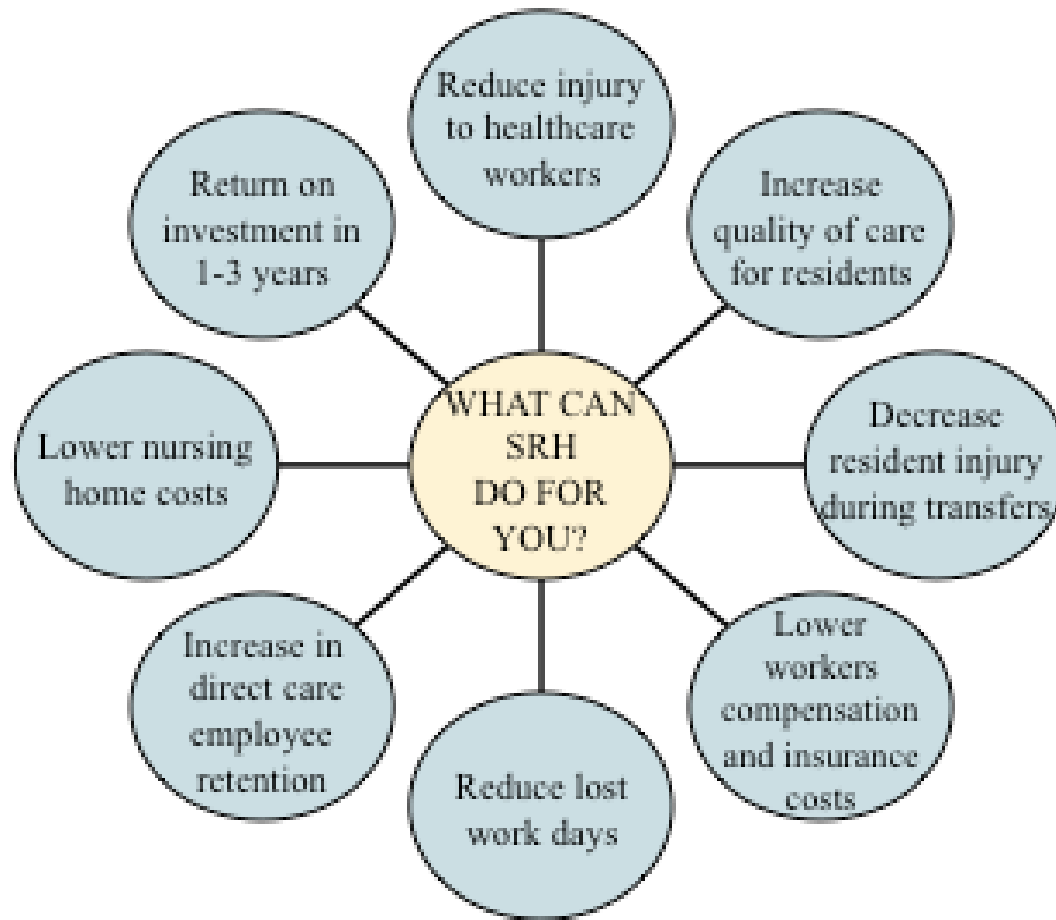 Reduce injury
to healthcare
workers
Increase
quality of care
for residents
Decrease
resident injury
during transfers
Lower
workers
compensation
and insurance
costs
Reduce lost
work days
Increase in
direct care
employee
retention
Lower nursing
home costs
Return on
investment in
1-3 years
WHAT CAN
SRH
DO FOR
YOU?